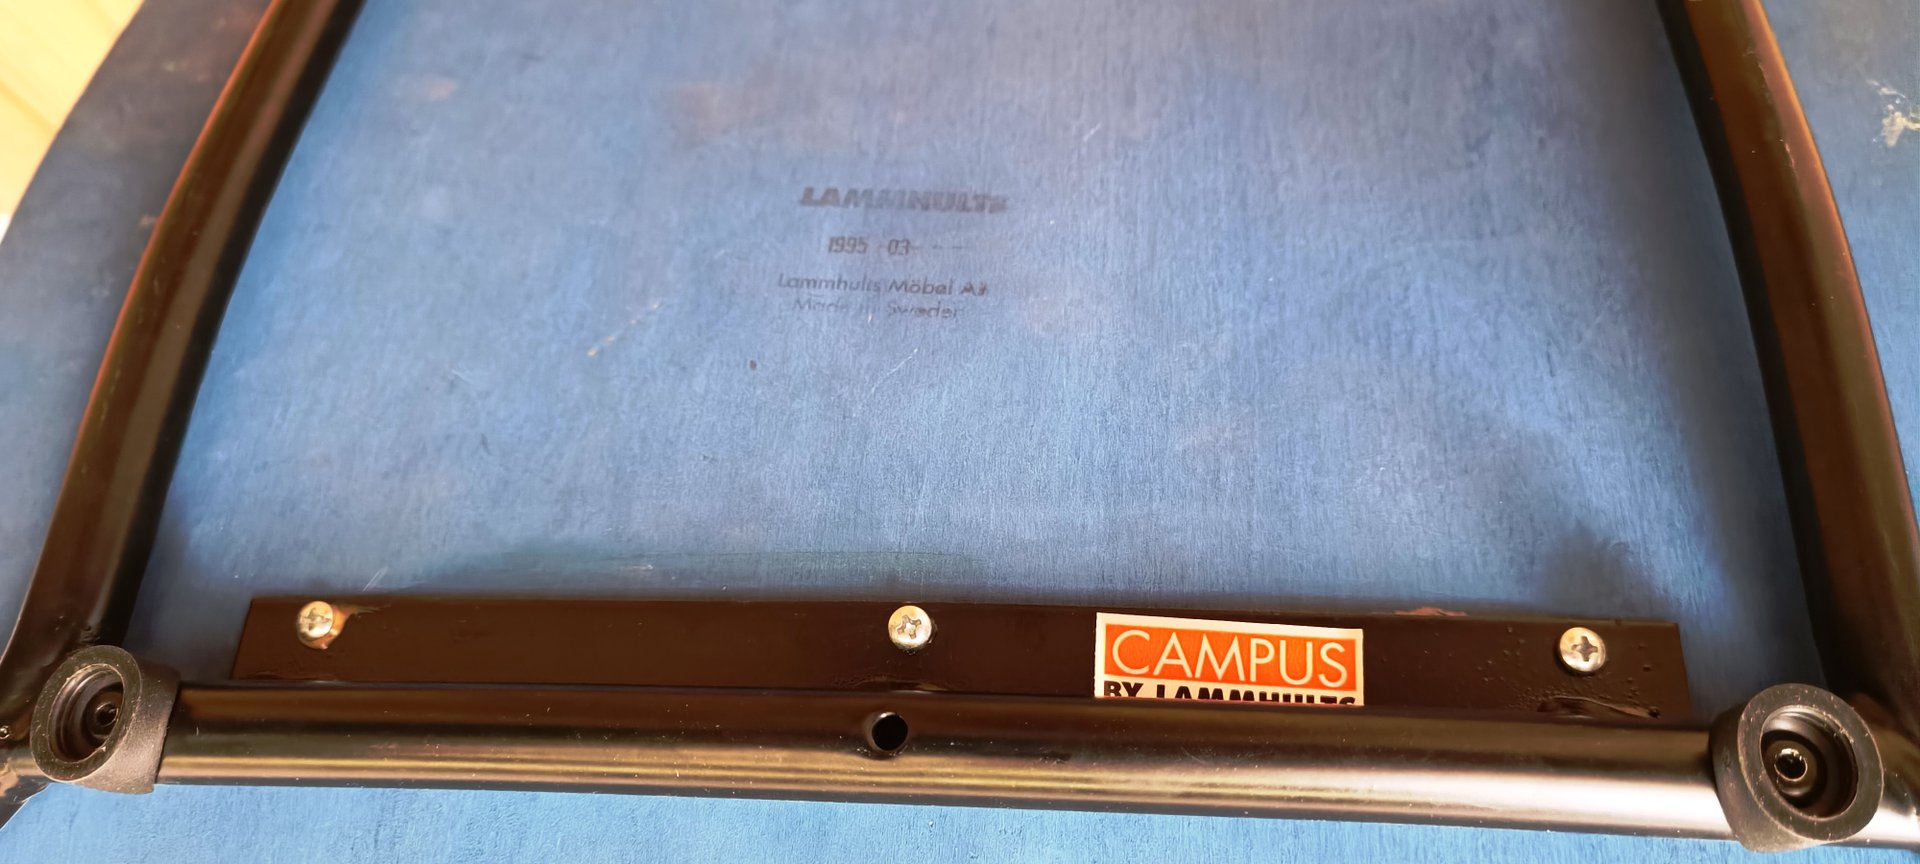 LAMMHULTS
1995 -03- - -
Lammhults Möbel AB
Made in Sweden
CAMPUS
BY LAMMHULTS